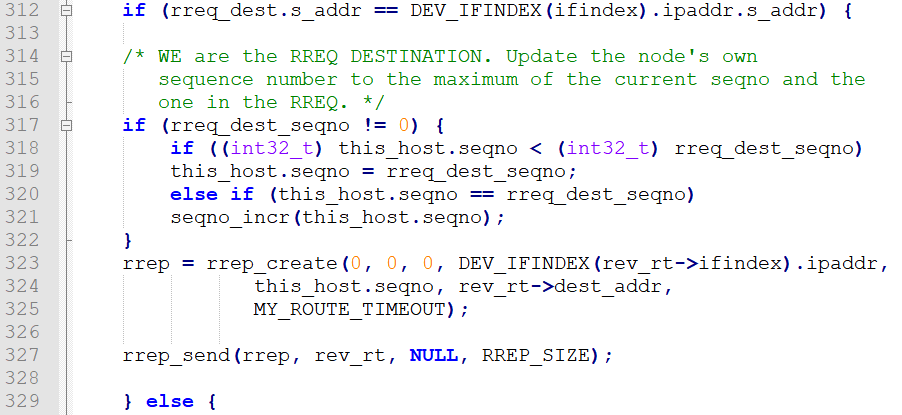 312 if (rreq_dest.s_addr == DEV_IFINDEX(ifindex).ipaddr.s_addr) {
313
314 /* WE are the RREQ DESTINATION. Update the node's own
315 sequence number to the maximum of the current seqno and the
316 one in the RREQ. */
317 if (rreq_dest_seqno != 0) {
318 if ((int32_t) this_host.seqno < (int32_t) rreq_dest_seqno)
319 this_host.seqno = rreq_dest_seqno;
320 else if (this_host.seqno == rreq_dest_seqno)
321 seqno_incr(this_host.seqno);
322 }
323 rrep = rrep_create(0, 0, 0, DEV_IFINDEX(rev_rt->ifindex).ipaddr,
324 this_host.seqno, rev_rt->dest_addr,
325 MY_ROUTE_TIMEOUT);
326
327 rrep_send(rrep, rev_rt, NULL, RREP_SIZE);
328
329 } else {